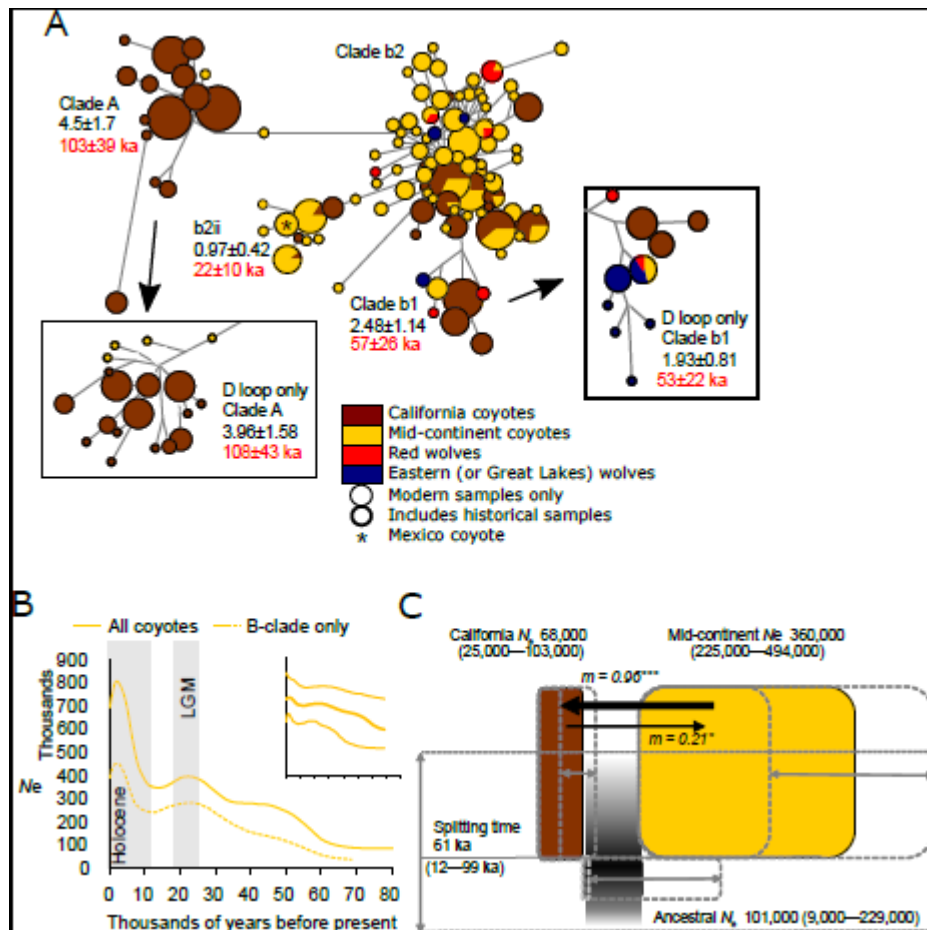 A
Clade A
4.5±1.7
103±39 ka
Clade b2
b2ii
0.97±0.42
22±10 ka
*
Clade b1
2.48±1.14
57±26 ka
D loop only
Clade b1
1.93±0.81
53±22 ka
D loop only
Clade A
3.96±1.58
108±43 ka
California coyotes
Mid-continent coyotes
Red wolves
Eastern (or Great Lakes) wolves
Modern samples only
Includes historical samples
* Mexico coyote
B
All coyotes
B-clade only
Thousands
Ne
900
800
700
600
500
400
300
200
100
0
Holocene
LGM
0 10 20 30 40 50 60 70 80
Thousands of years before present
C
California Ne 68,000
(25,000—103,000)
Mid-continent Ne 360,000
(225,000—494,000)
m = 0.96***
m = 0.21*
Splitting time
61 ka
(12—99 ka)
Ancestral Ne 101,000 (9,000—229,000)